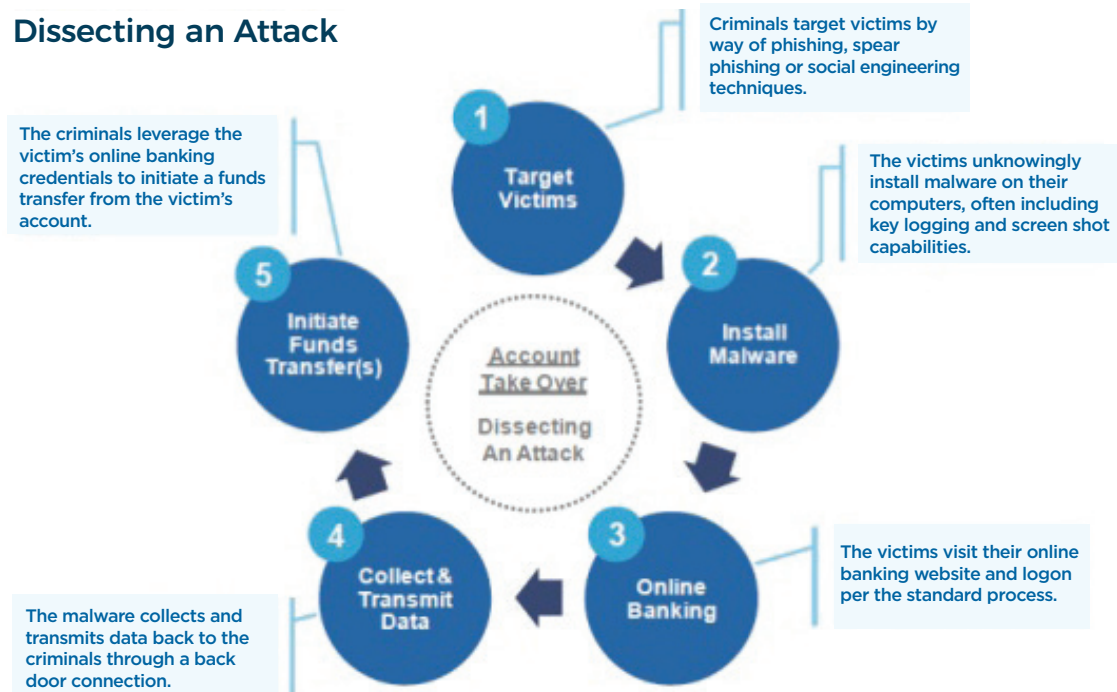 Dissecting an Attack
Criminals target victims by
way of phishing, spear
phishing or social engineering
techniques.
1
Target
Victims
The victims unknowingly
install malware on their
computers, often including
key logging and screen shot
capabilities.
2
Install
Malware
The victims visit their online
banking website and logon
per the standard process.
3
Online
Banking
The malware collects and
transmits data back to the
criminals through a back
door connection.
4
Collect &
Transmit
Data
The criminals leverage the
victim's online banking
credentials to initiate a funds
transfer from the victim's
account.
5
Initiate
Funds
Transfer(s)
Account
Take Over
Dissecting
An Attack